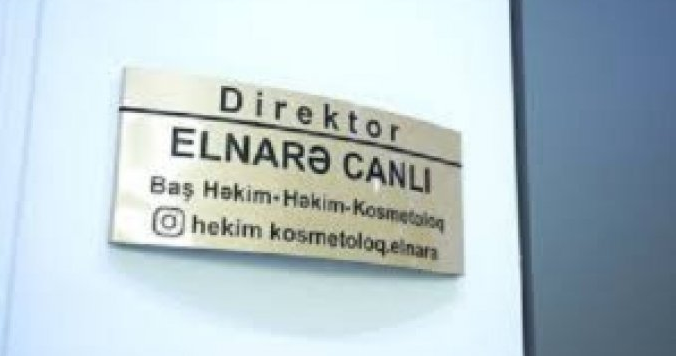 Direktor
ELNARƏ CANLI
Baş Həkim-Həkim-Kosmetoloq
hekim kosmetoloq.elnara